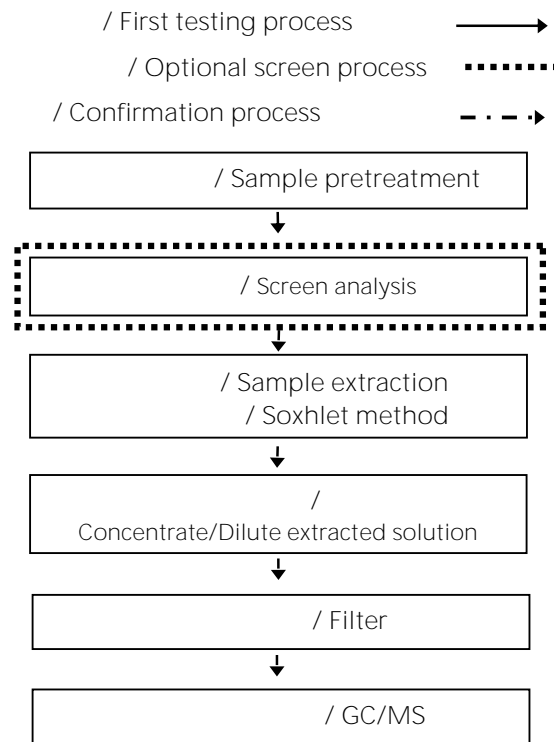 / First testing process
/ Optional screen process
/ Confirmation process
/ Sample pretreatment
/ Screen analysis
/ Sample extraction
/ Soxhlet method
/
Concentrate/Dilute extracted solution
/ Filter
/ GC/MS